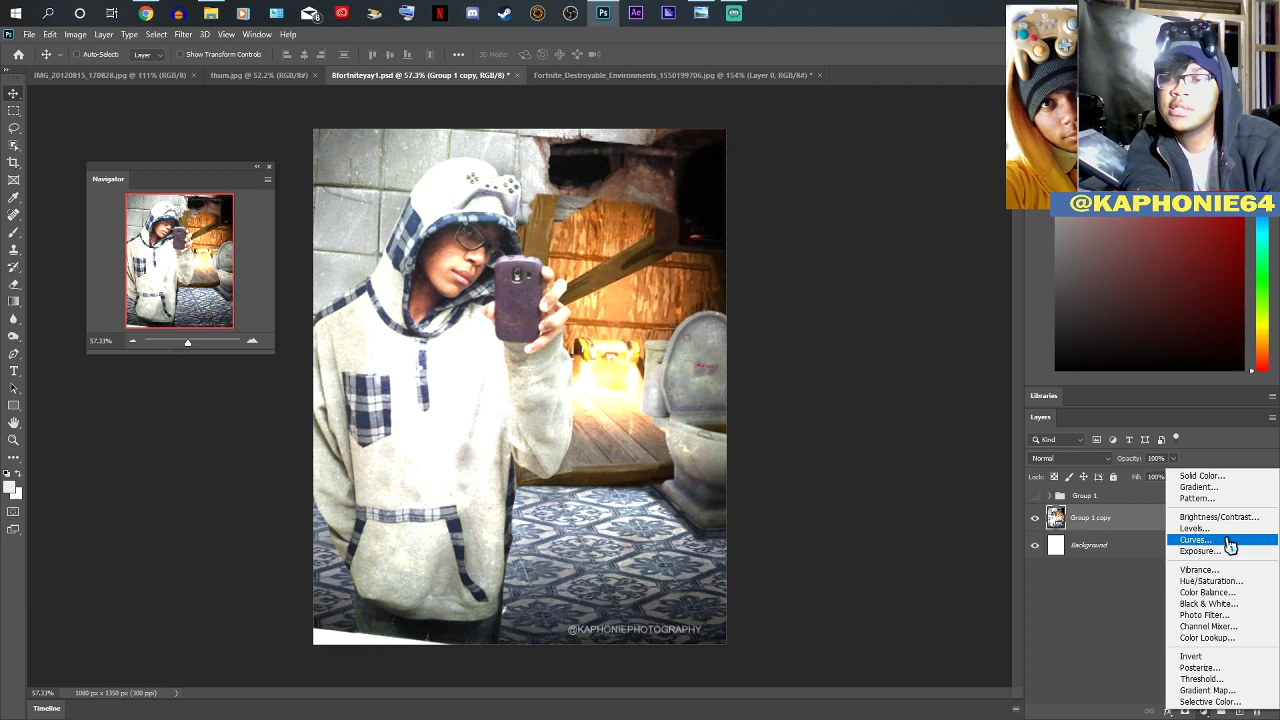 8
File Edit Image Layer Type Select Filter 3D View Window Help
Auto-Select: Layer Show Transform Controls 3D Mode:
IMG_20120815_170828.jpg @ 111% (RGB/8) × thum.jpg @ 52.2% (RGB/8#) × 8fortniteyay1.psd @ 57.3% (Group 1 copy, RGB/8) * × Fortnite_Destroyable_Environments_1550199706.jpg @ 154% (Layer 0, RGB/8#) * ×
Navigator
57.33%
@KAPHONIEPHOTOGRAPHY
@KAPHONIE64
Libraries
Layers
Kind
Normal Opacity: 100%
Lock: Fill: 100%
Group 1
Group 1 copy
Background
Solid Color...
Gradient...
Pattern...
Brightness/Contrast...
Levels...
Curves...
Exposure...
Vibrance...
Hue/Saturation...
Color Balance...
Black & White...
Photo Filter...
Channel Mixer...
Color Lookup...
Invert
Posterize...
Threshold...
Gradient Map...
Selective Color...
57.33% 1080 px x 1350 px (300 ppi)
Timeline